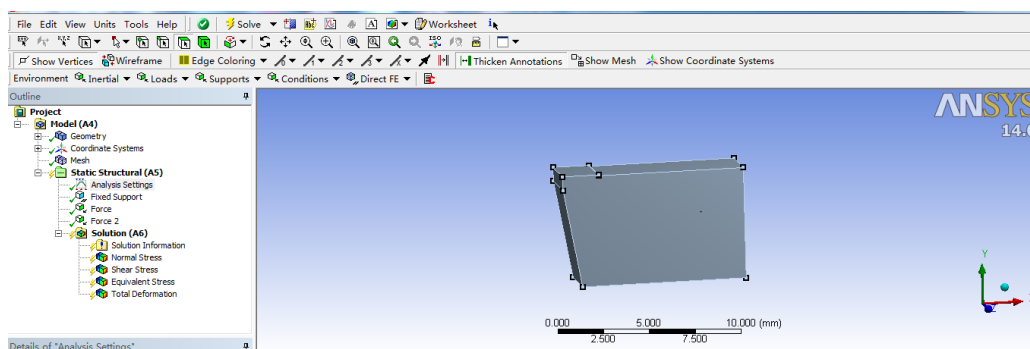 File Edit View Units Tools Help Solve A Worksheet
Show Vertices Wireframe Edge Coloring Thicken Annotations Show Mesh Show Coordinate Systems
Environment Inertial Loads Supports Conditions Direct FE
Outline
Project
Model (A4)
Geometry
Coordinate Systems
Mesh
Static Structural (A5)
Analysis Settings
Fixed Support
Force
Force 2
Solution (A6)
Solution Information
Normal Stress
Shear Stress
Equivalent Stress
Total Deformation
Details of "Analysis Settings"
ANSYS
14.0
Y
0.000 5.000 10.000 (mm)
2.500 7.500